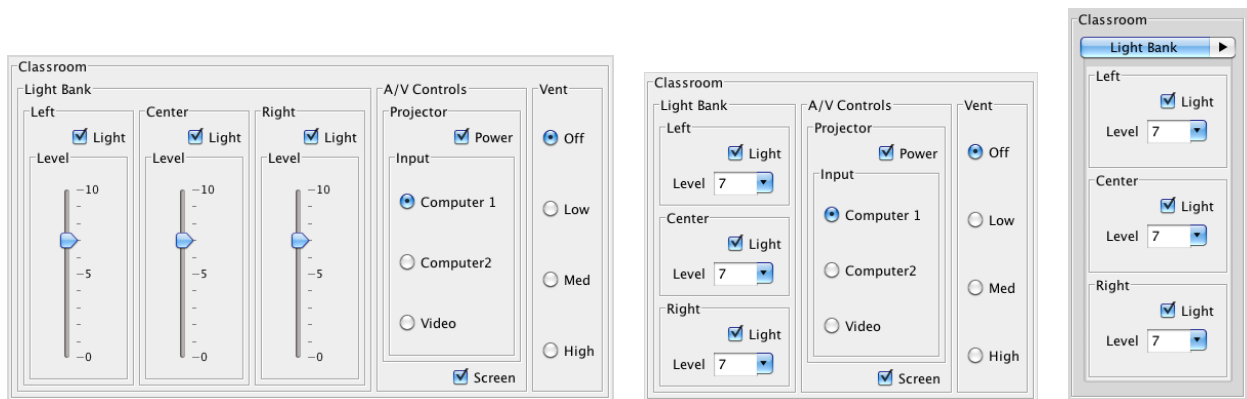 Classroom
Light Bank A/V Controls Vent
Left Center Right Projector
Light Light Light Power Off
Level Level Level Input
10 10 10
Computer 1
Low
Computer2
5 5 5 Med
Video
0 0 0 High
Screen
Classroom
Light Bank A/V Controls Vent
Left Projector
Light Power Off
Level 7 Input
Computer 1 Low
Center
Light
Level 7 Computer2
Med
Right
Light Video
Level 7 High
Screen
Classroom
Light Bank
Left
Light
Level 7
Center
Light
Level 7
Right
Light
Level 7